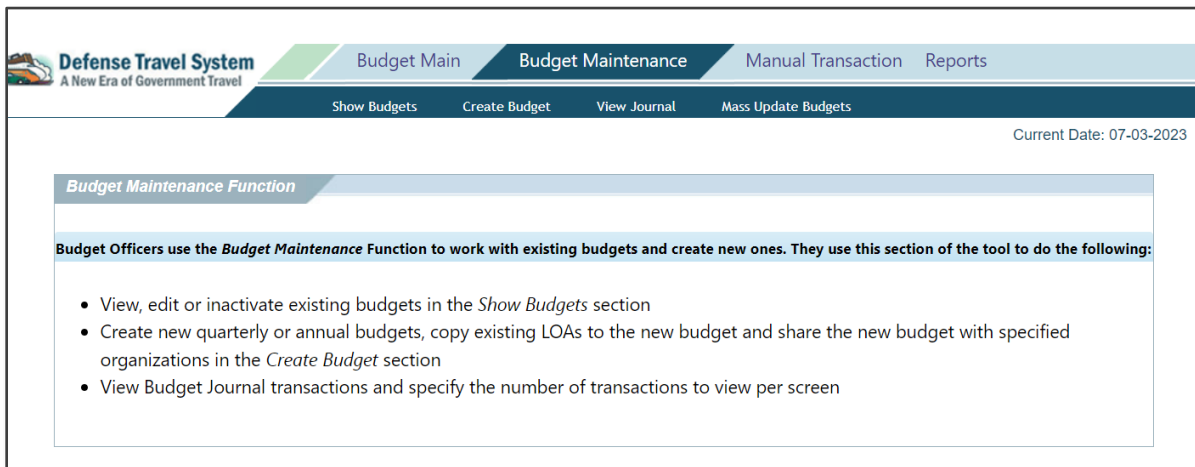 Defense Travel System
A New Era of Government Travel
Budget Main Budget Maintenance Manual Transaction Reports
Show Budgets Create Budget View Journal Mass Update Budgets
Current Date: 07-03-2023
Budget Maintenance Function
Budget Officers use the Budget Maintenance Function to work with existing budgets and create new ones. They use this section of the tool to do the following:
• View, edit or inactivate existing budgets in the Show Budgets section
• Create new quarterly or annual budgets, copy existing LOAs to the new budget and share the new budget with specified
organizations in the Create Budget section
• View Budget Journal transactions and specify the number of transactions to view per screen